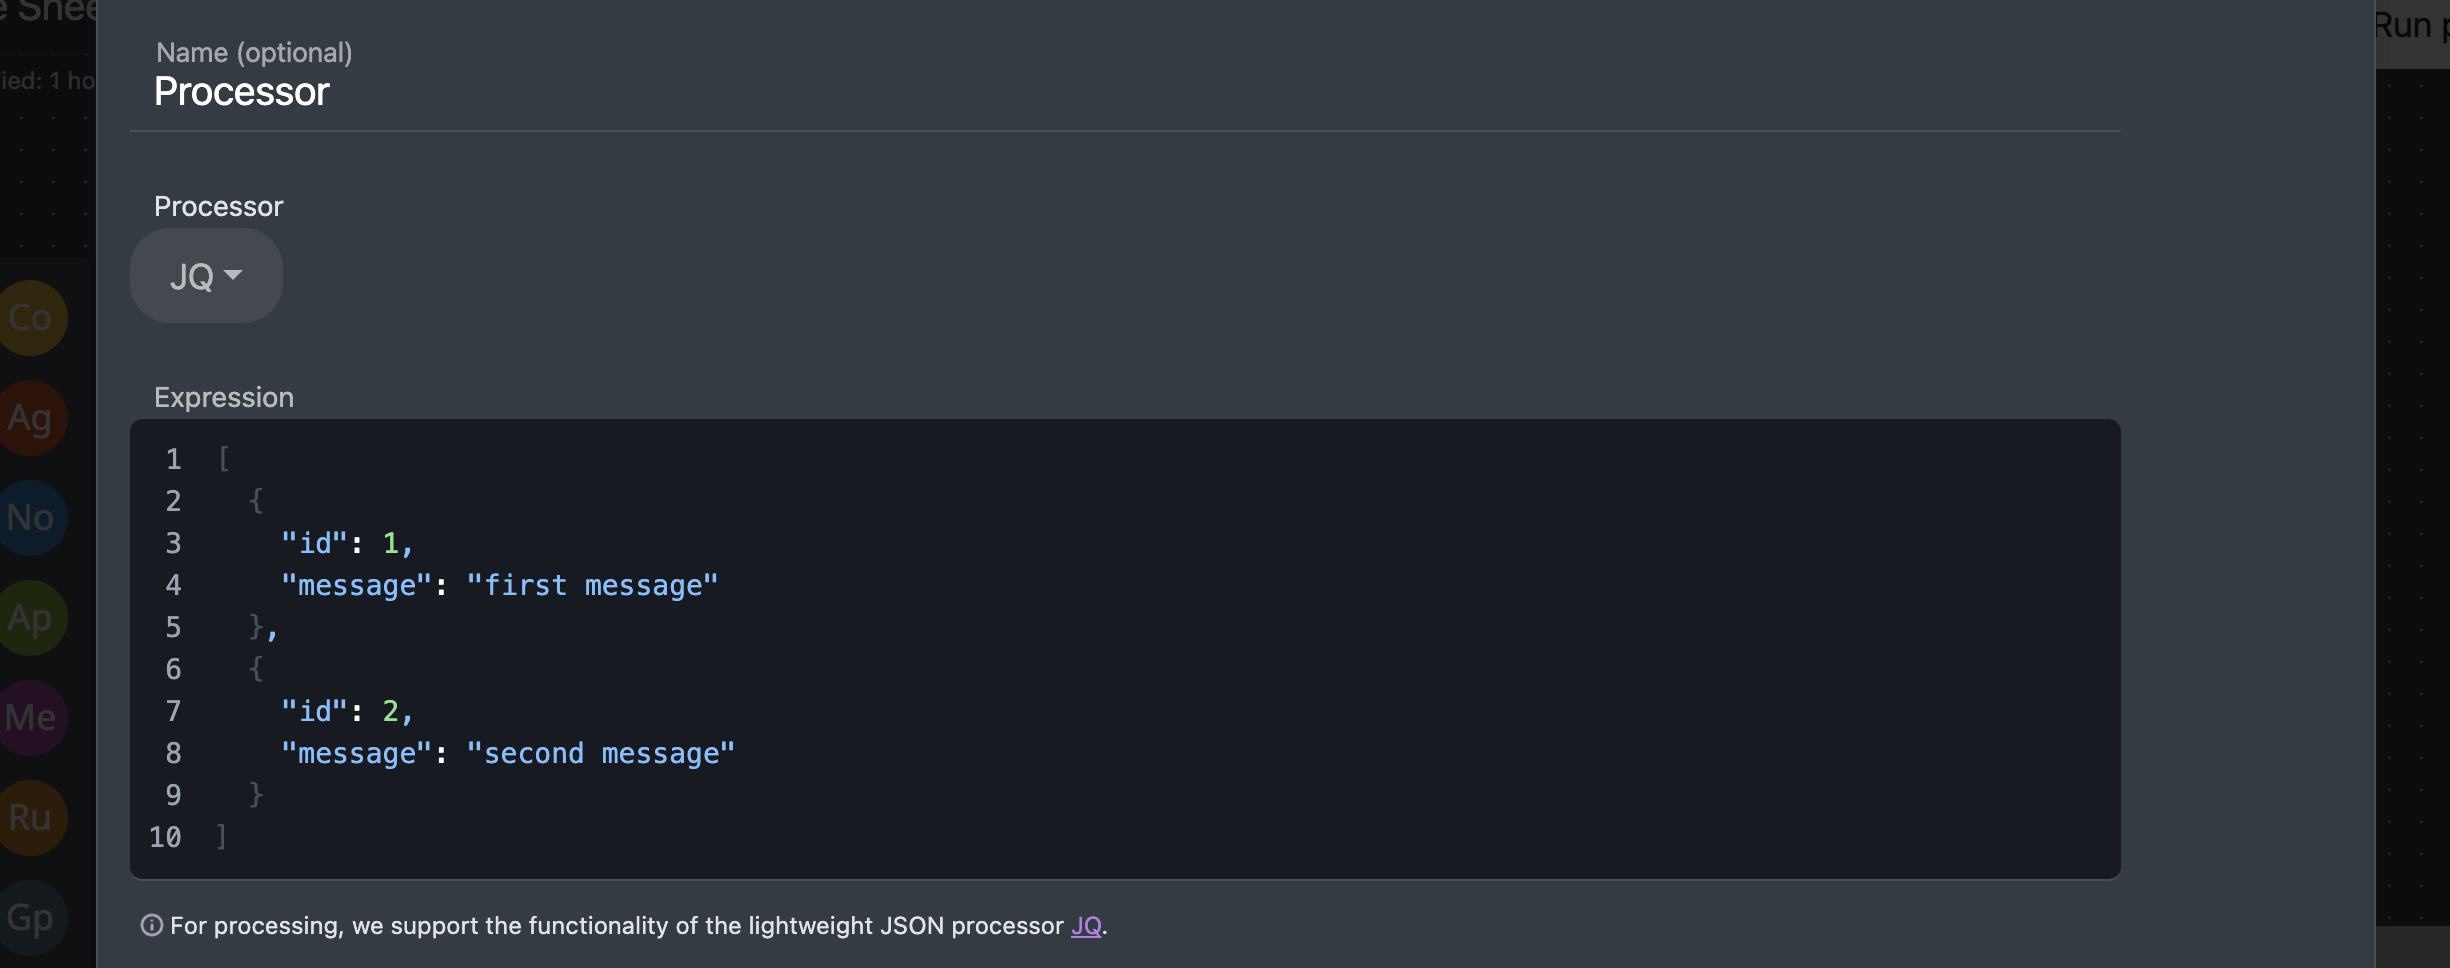 Shee
Run
ied: 1 ho
Name (optional)
Processor
Processor
JQ
Co
Ag
No
Ap
Me
Ru
Gp
Expression
1 [
2 {
3 "id": 1,
4 "message": "first message"
5 },
6 {
7 "id": 2,
8 "message": "second message"
9 }
10 ]
For processing, we support the functionality of the lightweight JSON processor JQ.